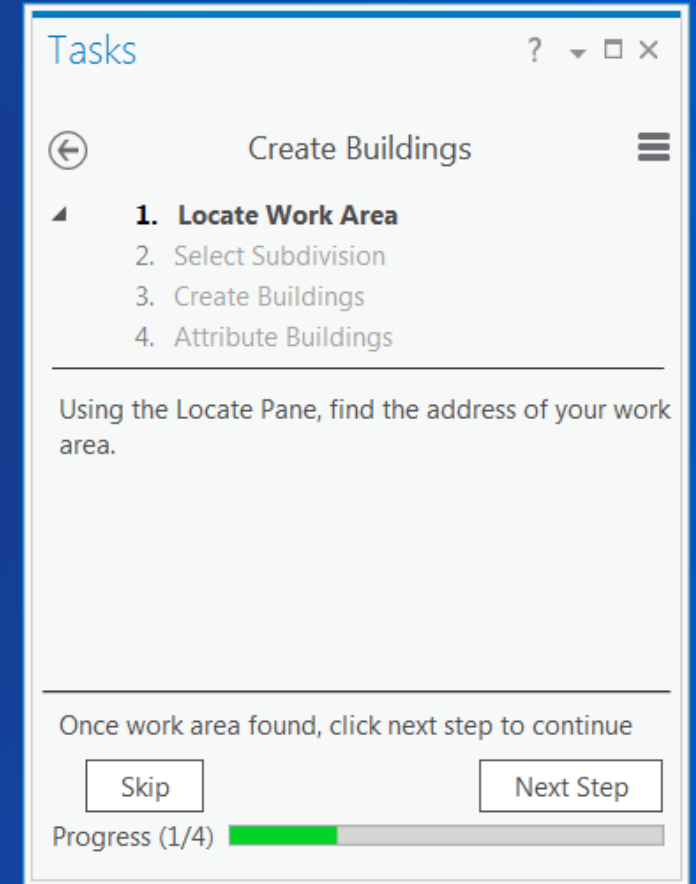 Tasks
?
Create Buildings
1. Locate Work Area
2. Select Subdivision
3. Create Buildings
4. Attribute Buildings
Using the Locate Pane, find the address of your work
area.
Once work area found, click next step to continue
Skip Next Step
Progress (1/4)